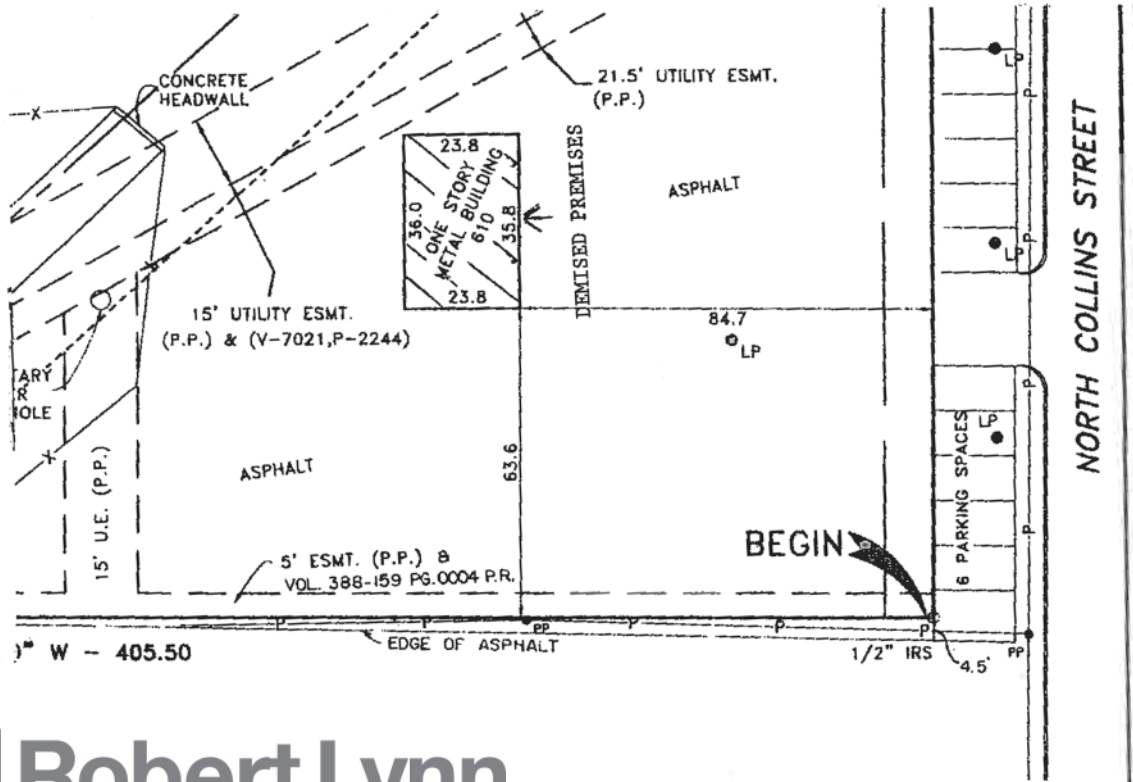 CONCRETE
HEADWALL
21.5' UTILITY ESMT.
(P.P.)
LP
P
NORTH COLLINS STREET
23.8
36.0
ONE STORY
METAL BUILDING
610
35.8
23.8
DEMISED PREMISES
ASPHALT
P
LP
15' UTILITY ESMT.
(P.P.) & (V-7021,P-2244)
84.7
LP
TARY
R
OLE
P
LP
6 PARKING SPACES
ASPHALT
63.6
15' U.E. (P.P.)
BEGIN
P
5' ESMT. (P.P.) &
VOL. 388-159 PG.0004 P.R.
P
P
PP
P
P
P
EDGE OF ASPHALT
)" W - 405.50
1/2" IRS
4.5'
PP
X
X
Robert Lynn